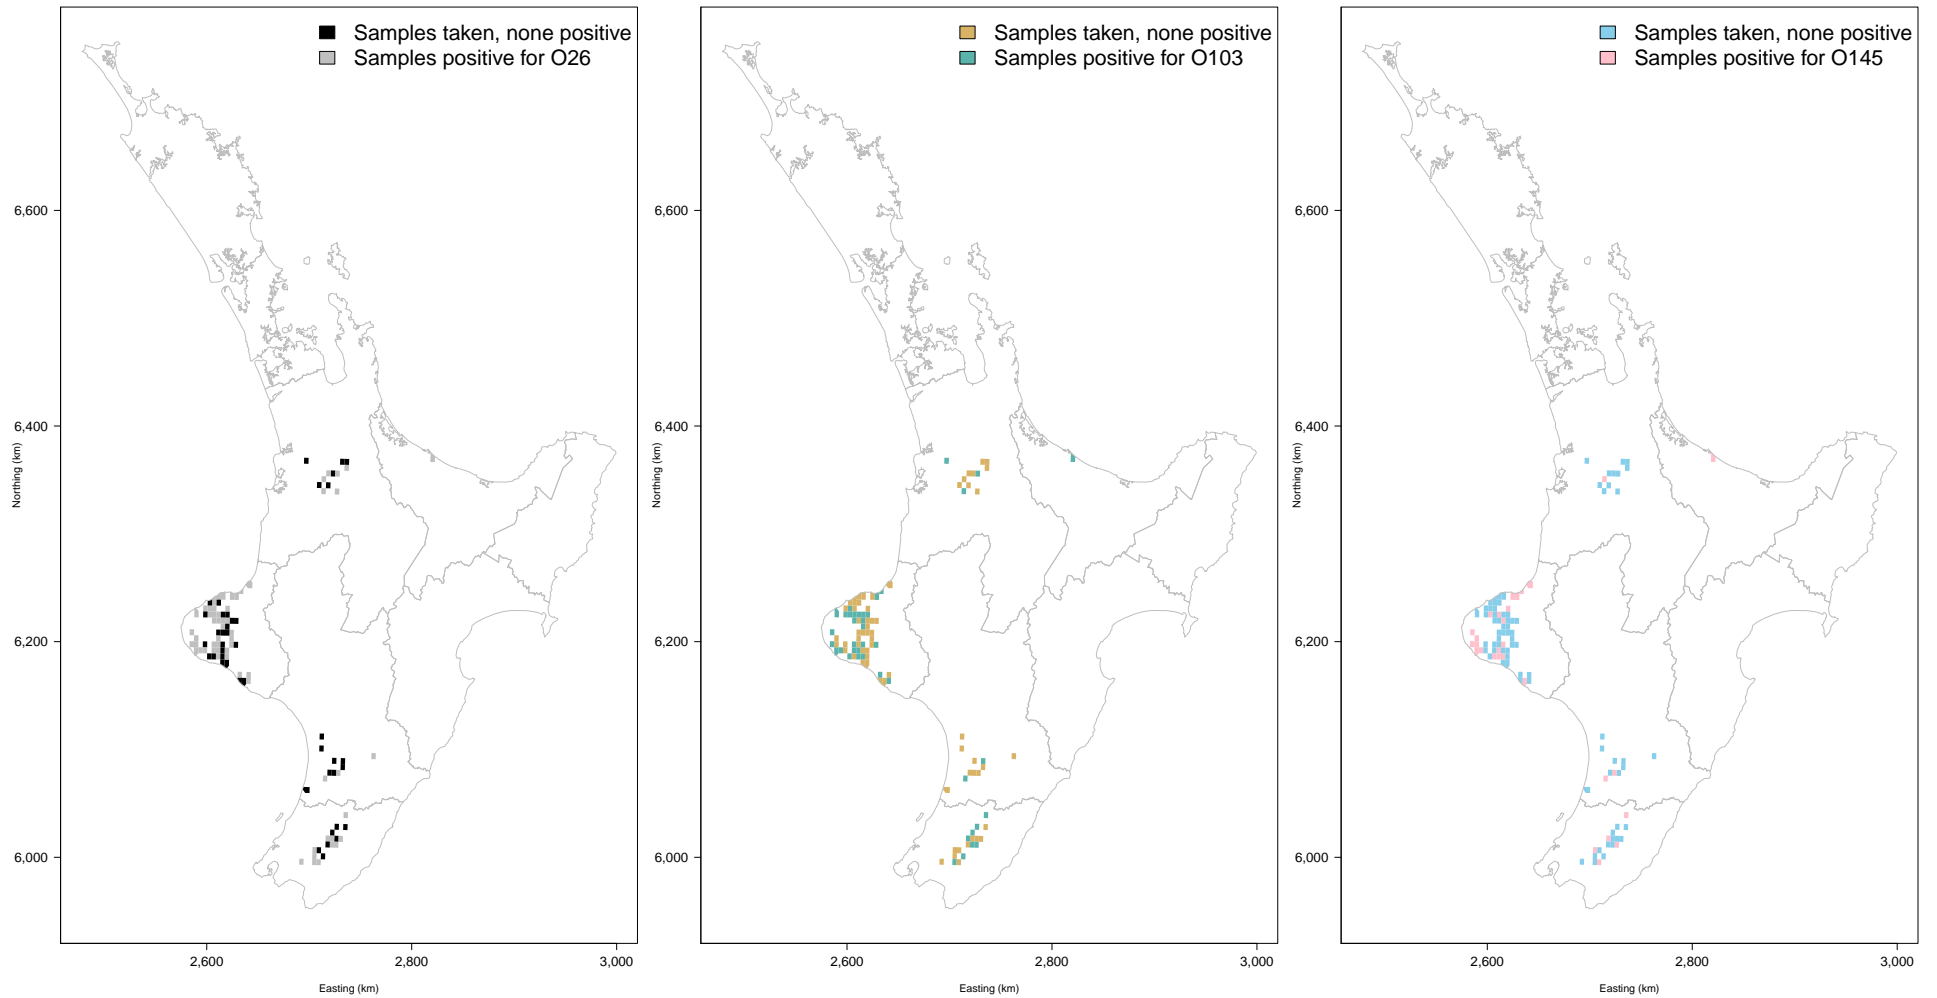 Samples taken, none positive
Samples positive for O26
6,600
6,400
6,200
6,000
Northing (km)
2,600
2,800
3,000
Easting (km)
Samples taken, none positive
Samples positive for O103
6,600
6,400
6,200
6,000
Northing (km)
2,600
2,800
3,000
Easting (km)
Samples taken, none positive
Samples positive for O145
6,600
6,400
6,200
6,000
Northing (km)
2,600
2,800
3,000
Easting (km)